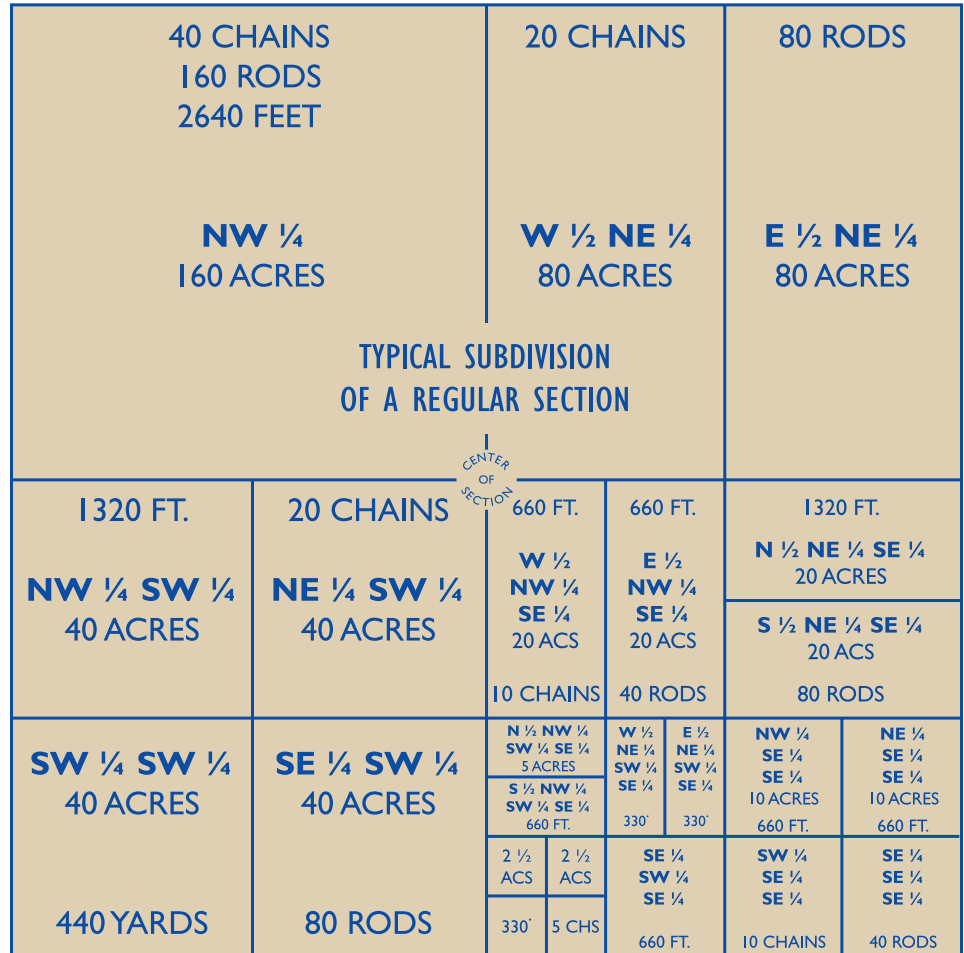 40 CHAINS
160 RODS
2640 FEET
NW ¼
160 ACRES
20 CHAINS
W ½ NE ¼
80 ACRES
80 RODS
E ½ NE ¼
80 ACRES
TYPICAL SUBDIVISION
OF A REGULAR SECTION
CENTER
OF
SECTION
1320 FT.
NW ¼ SW ¼
40 ACRES
20 CHAINS
NE ¼ SW ¼
40 ACRES
660 FT.
W ½
NW ¼
SE ¼
20 ACS
10 CHAINS
660 FT.
E ½
NW ¼
SE ¼
20 ACS
40 RODS
1320 FT.
N ½ NE ¼ SE ¼
20 ACRES
S ½ NE ¼ SE ¼
20 ACS
80 RODS
SW ¼ SW ¼
40 ACRES
440 YARDS
SE ¼ SW ¼
40 ACRES
80 RODS
N ½ NW ¼
SW ¼ SE ¼
5 ACRES
S ½ NW ¼
SW ¼ SE ¼
660 FT.
W ½
NE ¼
SW ¼
SE ¼
330'
E ½
NE ¼
SW ¼
SE ¼
330'
NW ¼
SE ¼
SE ¼
10 ACRES
660 FT.
NE ¼
SE ¼
SE ¼
10 ACRES
660 FT.
2 ½
ACS
2 ½
ACS
330'
5 CHS
SE ¼
SW ¼
SE ¼
660 FT.
SW ¼
SE ¼
SE ¼
10 CHAINS
SE ¼
SE ¼
SE ¼
40 RODS